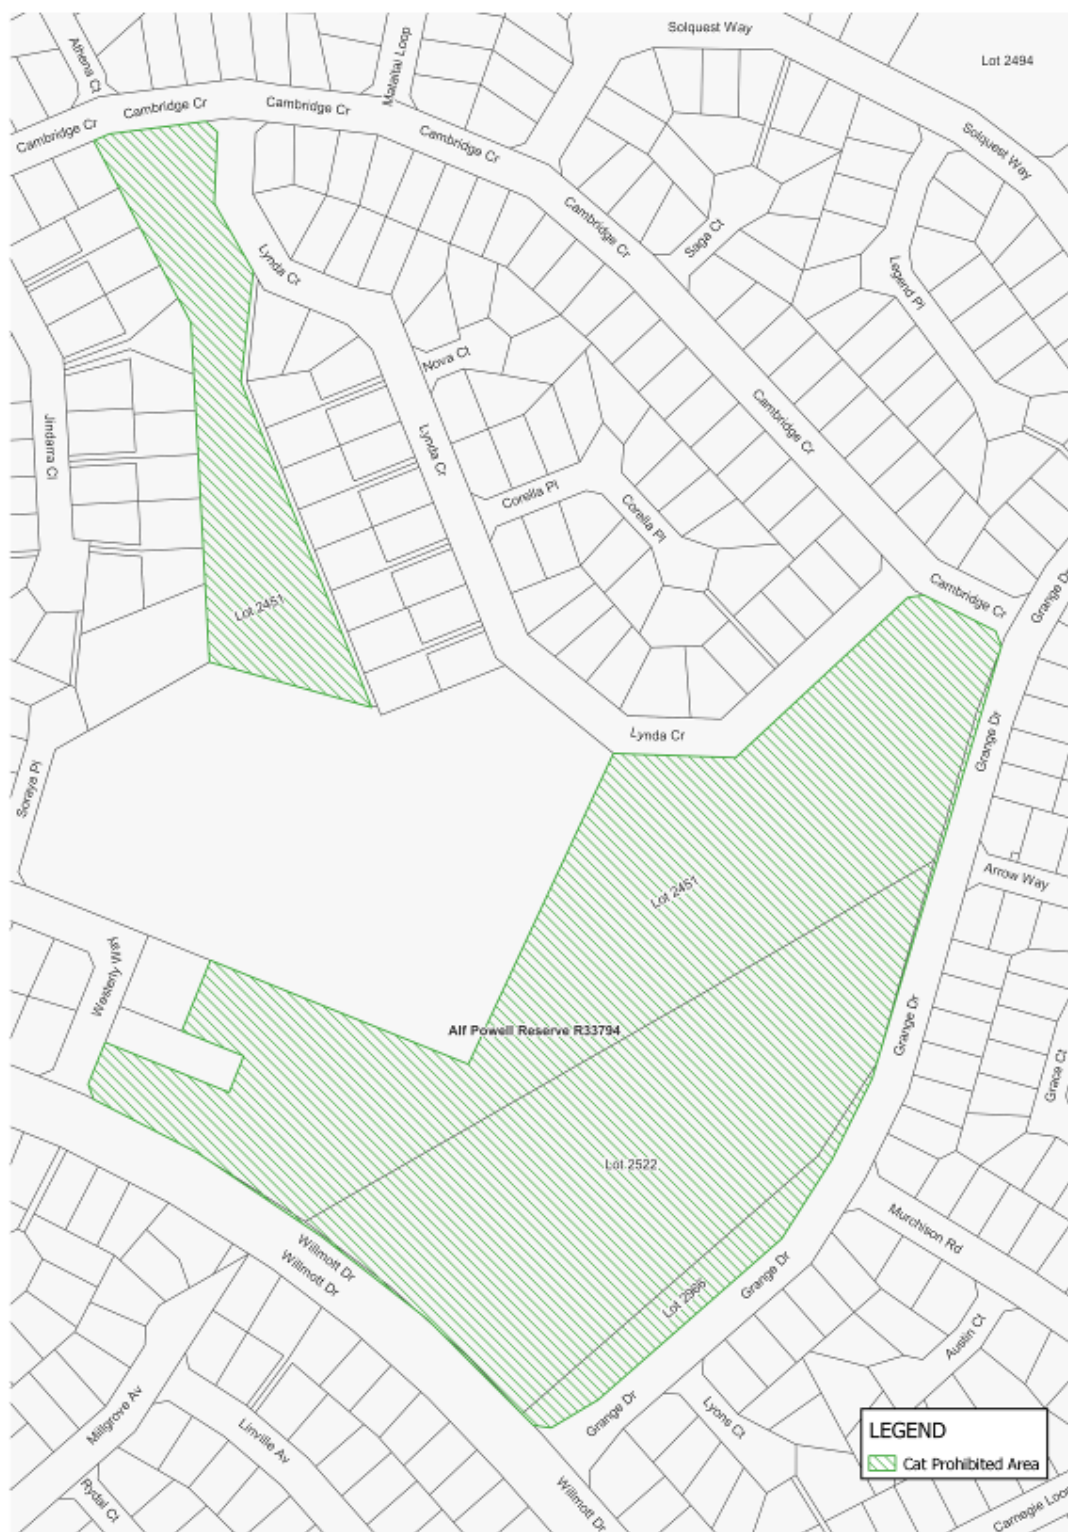 Solquest Way
Lot 2494
Athena Ct
Mataitai Loop
Cambridge Cr
Cambridge Cr
Cambridge Cr
Cambridge Cr
Solquest Way
Cambridge Cr
Saga Ct
Lynda Cr
Legend Pl
Nova Ct
Cambridge Cr
Jindarra Cl
Lynda Cr
Corella Pl
Corella Pl
Cambridge Cr
Grange Dr
Lot 2451
Lynda Cr
Grange Dr
Soraya Pl
Arrow Way
Lot 2451
Westerly Way
Grange Dr
Alf Powell Reserve R33794
Grace Ct
Lot 2522
Murchison Rd
Willmott Dr
Willmott Dr
Grange Dr
Lot 2986
Austin Ct
Millgrove Av
Linville Av
Grange Dr
Lyons Ct
LEGEND
Cat Prohibited Area
Rydal Ct
Willmott Dr
Carnegie Loop